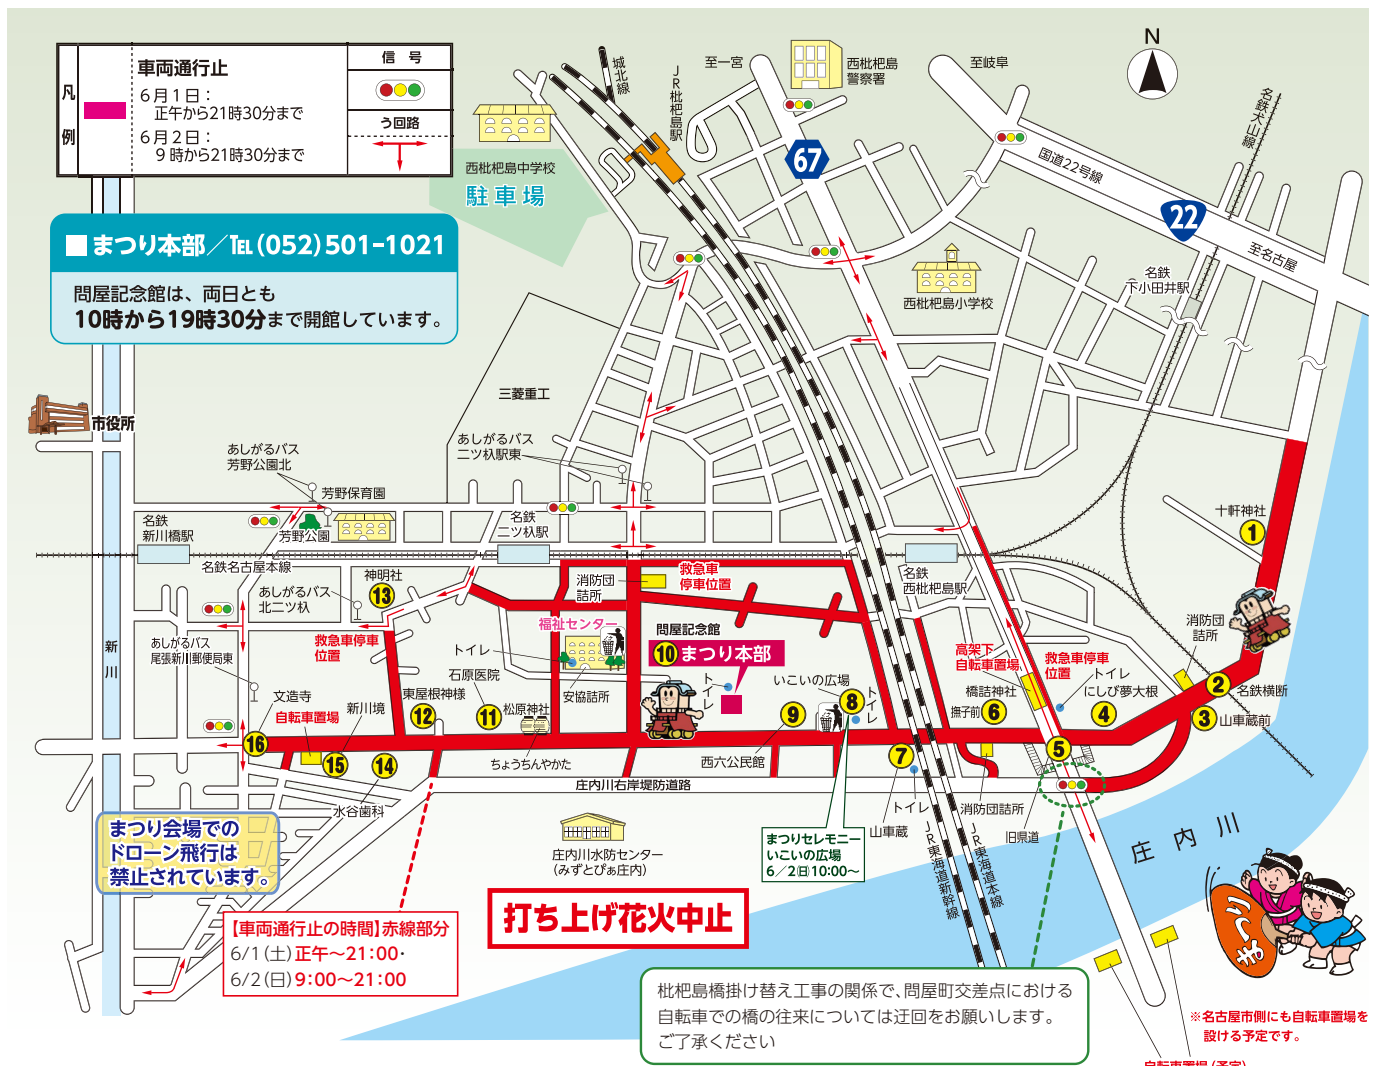 凡例
車両通行止
6月1日：
正午から21時30分まで
6月2日：
9時から21時30分まで
信号
う回路
■まつり本部／TEL(052)501-1021
問屋記念館は、両日とも
10時から19時30分まで開館しています。
城北線
JR枇杷島駅
至一宮
西枇杷島
警察署
至岐阜
N
名鉄犬山線
67
国道22号線
22
至名古屋
西枇杷島中学校
駐車場
西枇杷島小学校
名鉄
下小田井駅
三菱重工
市役所
あしがるバス
芳野公園北
あしがるバス
二ツ杁駅東
芳野保育園
芳野公園
名鉄
新川橋駅
名鉄
二ツ杁駅
名鉄名古屋本線
名鉄
西枇杷島駅
十軒神社
1
神明社
13
あしがるバス
北二ツ杁
消防団
詰所
救急車
停車位置
福祉センター
問屋記念館
10 まつり本部
トイレ
救急車停車
位置
新川
あしがるバス
尾張新川郵便局東
文造寺
自転車置場
新川境
16
15
14
水谷歯科
東屋根神様
12
石原医院
11
松原神社
トイレ
安協詰所
ちょうちんやかた
西六公民館
9
いこいの広場
8
トイレ
高架下
自転車置場
橋詰神社
撫子前
6
救急車停車
位置
トイレ
にしび夢大根
4
消防団
詰所
2
名鉄横断
3
山車蔵前
5
7
山車蔵
トイレ
消防団詰所
旧県道
庄内川右岸堤防道路
庄内川水防センター
(みずとぴぁ庄内)
JR東海道新幹線
JR東海道本線
庄内川
まつりセレモニー
いこいの広場
6／2(日)10:00～
まつり会場での
ドローン飛行は
禁止されています。
【車両通行止の時間】赤線部分
6/1(土)正午～21:00・
6/2(日)9:00～21:00
打ち上げ花火中止
枇杷島橋掛け替え工事の関係で、問屋町交差点における
自転車での橋の往来については迂回をお願いします。
ご了承ください
※名古屋市側にも自転車置場を
設ける予定です。
自転車置場(予定)